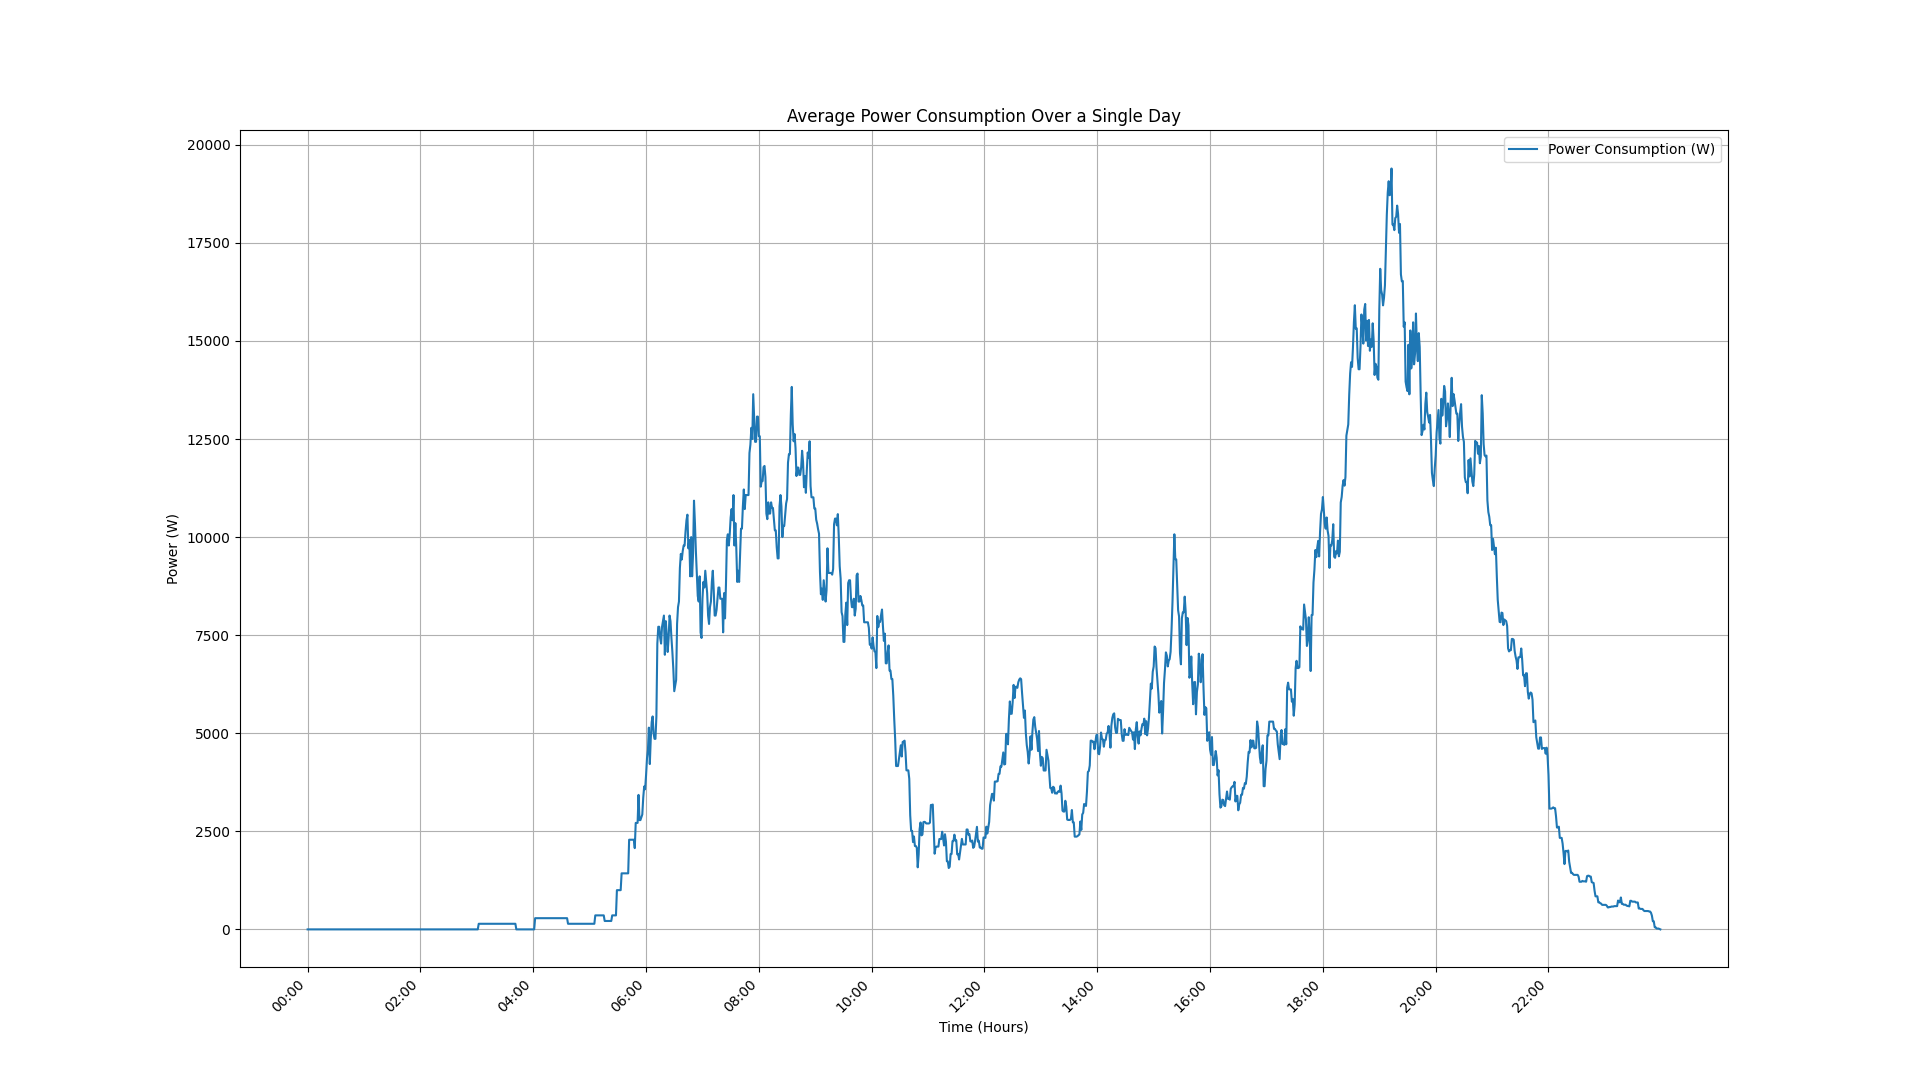 Average Power Consumption Over a Single Day
Power Consumption (W)
20000
17500
15000
12500
10000
7500
5000
2500
0
Power (W)
00:00 02:00 04:00 06:00 08:00 10:00 12:00 14:00 16:00 18:00 20:00 22:00
Time (Hours)